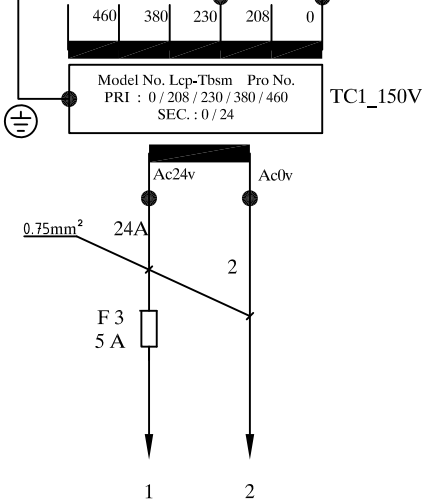 460 380 230 208 0
Model No. Lcp-Tbsm Pro No.
PRI : 0 / 208 / 230 / 380 / 460
SEC. : 0 / 24
TC1_150V
Ac24v Ac0v
0.75mm² 24A
2
F 3
5 A
1 2